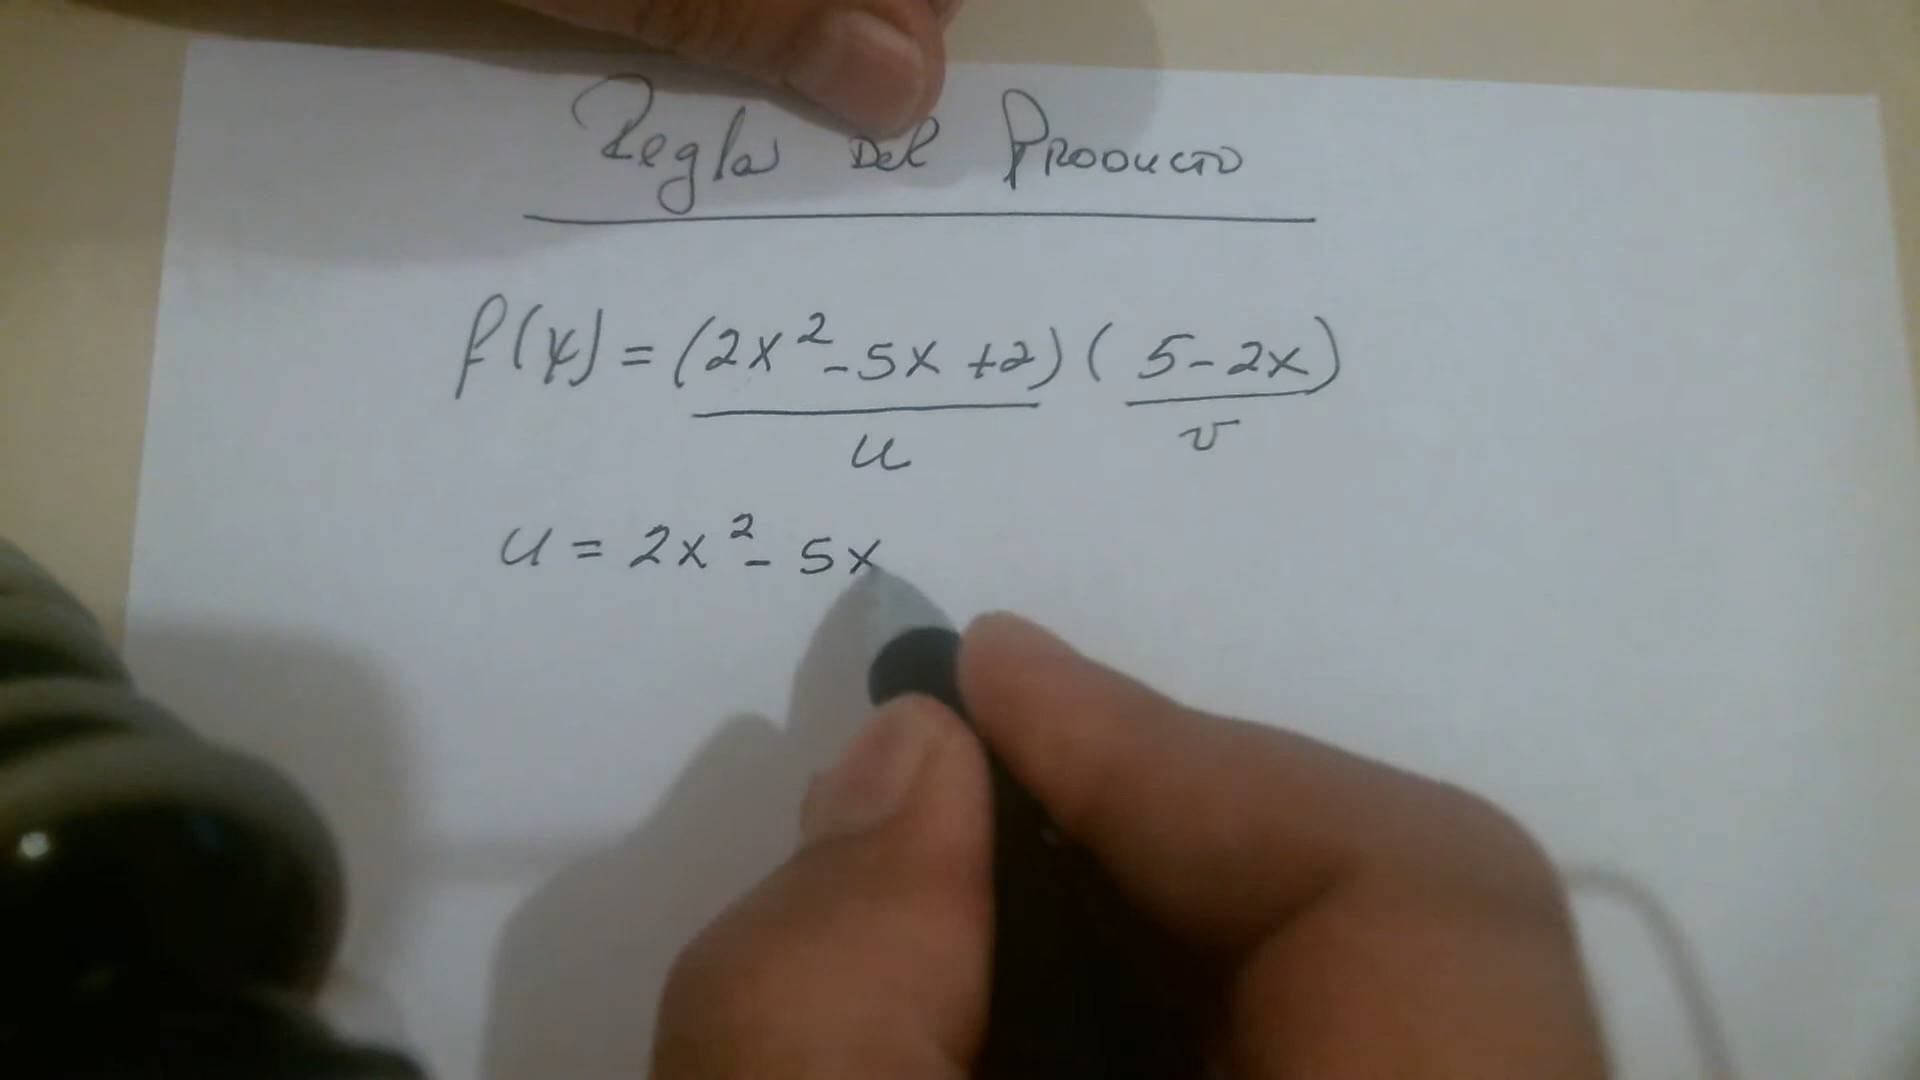 Regla Del Producto
f(x) = (2x² - 5x + 2) ( 5 - 2x )
u v
u = 2x² - 5x